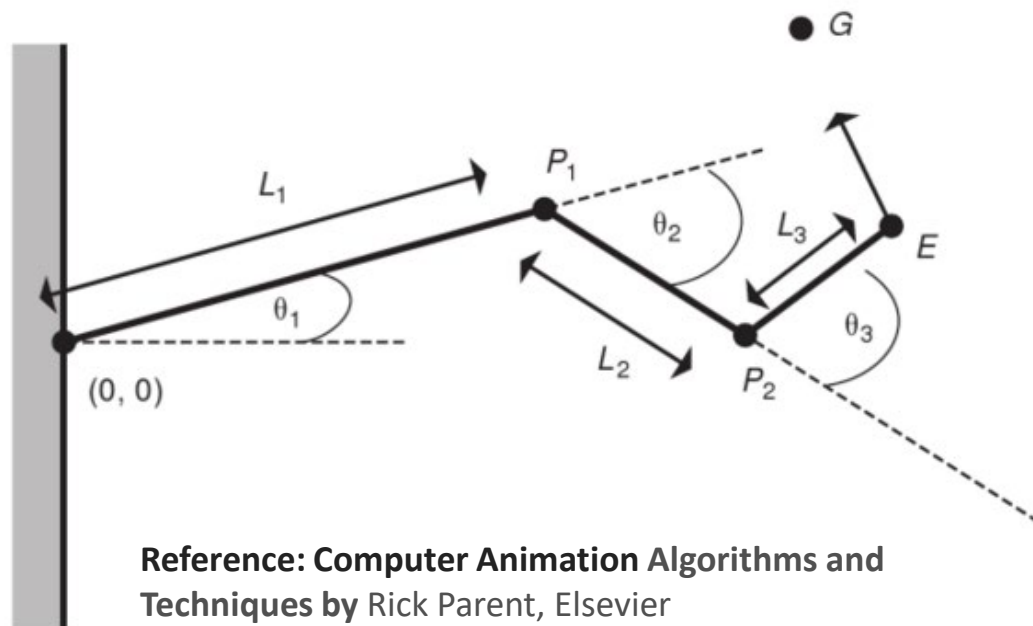 G
P₁
L₁
θ₂
L₃
E
θ₁
θ₃
L₂
P₂
(0, 0)
Reference: Computer Animation Algorithms and
Techniques by Rick Parent, Elsevier